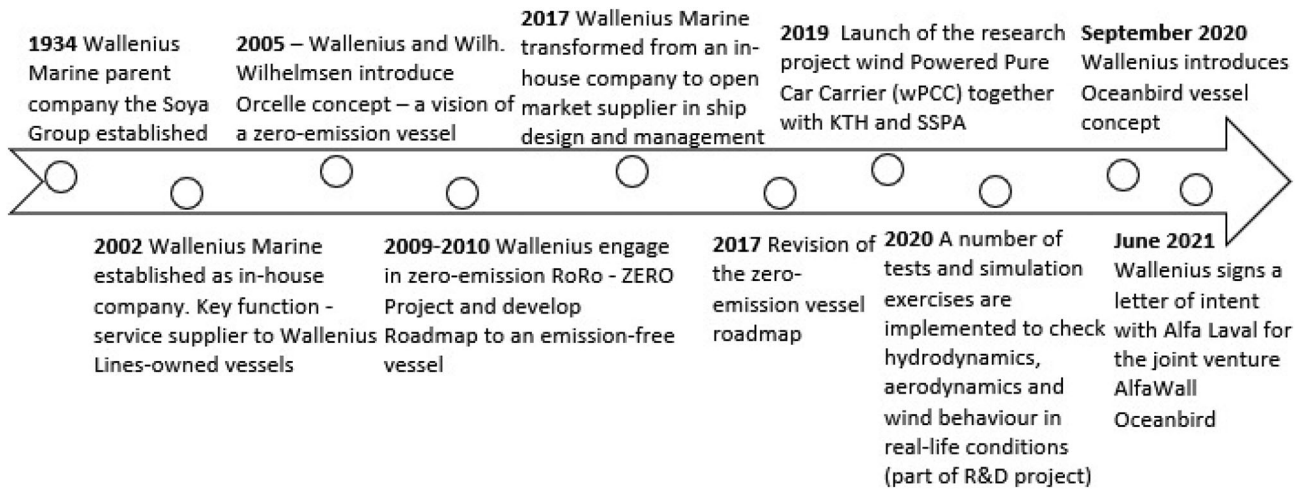 1934 Wallenius
Marine parent
company the Soya
Group established
2005 – Wallenius and Wilh.
Wilhelmsen introduce
Orcelle concept – a vision of
a zero-emission vessel
2017 Wallenius Marine
transformed from an in-
house company to open
market supplier in ship
design and management
2019 Launch of the research
project wind Powered Pure
Car Carrier (wPCC) together
with KTH and SSPA
September 2020
Wallenius introduces
Oceanbird vessel
concept
2002 Wallenius Marine
established as in-house
company. Key function -
service supplier to Wallenius
Lines-owned vessels
2009-2010 Wallenius engage
in zero-emission RoRo - ZERO
Project and develop
Roadmap to an emission-free
vessel
2017 Revision of
the zero-
emission vessel
roadmap
2020 A number of
tests and simulation
exercises are
implemented to check
hydrodynamics,
aerodynamics and
wind behaviour in
real-life conditions
(part of R&D project)
June 2021
Wallenius signs a
letter of intent
with Alfa Laval for
the joint venture
AlfaWall
Oceanbird